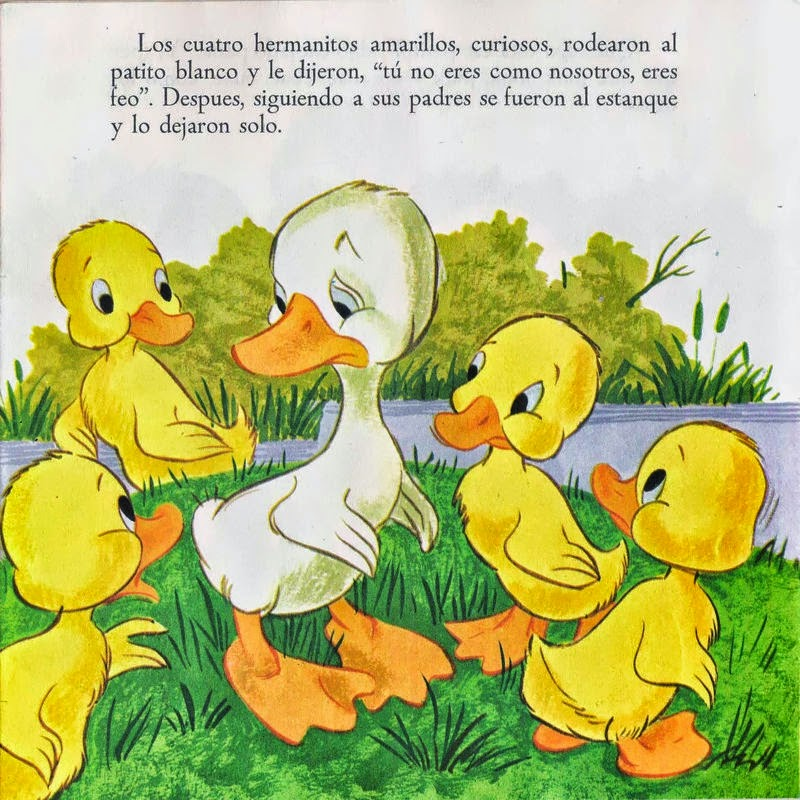 Los cuatro hermanitos amarillos, curiosos, rodearon al
patito blanco y le dijeron, “tú no eres como nosotros, eres
feo”. Despues, siguiendo a sus padres se fueron al estanque
y lo dejaron solo.